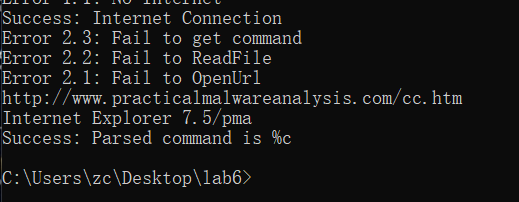 Error 1.1: No Internet
Success: Internet Connection
Error 2.3: Fail to get command
Error 2.2: Fail to ReadFile
Error 2.1: Fail to OpenUrl
http://www.practicalmalwareanalysis.com/cc.htm
Internet Explorer 7.5/pma
Success: Parsed command is %c
C:\Users\zc\Desktop\lab6>